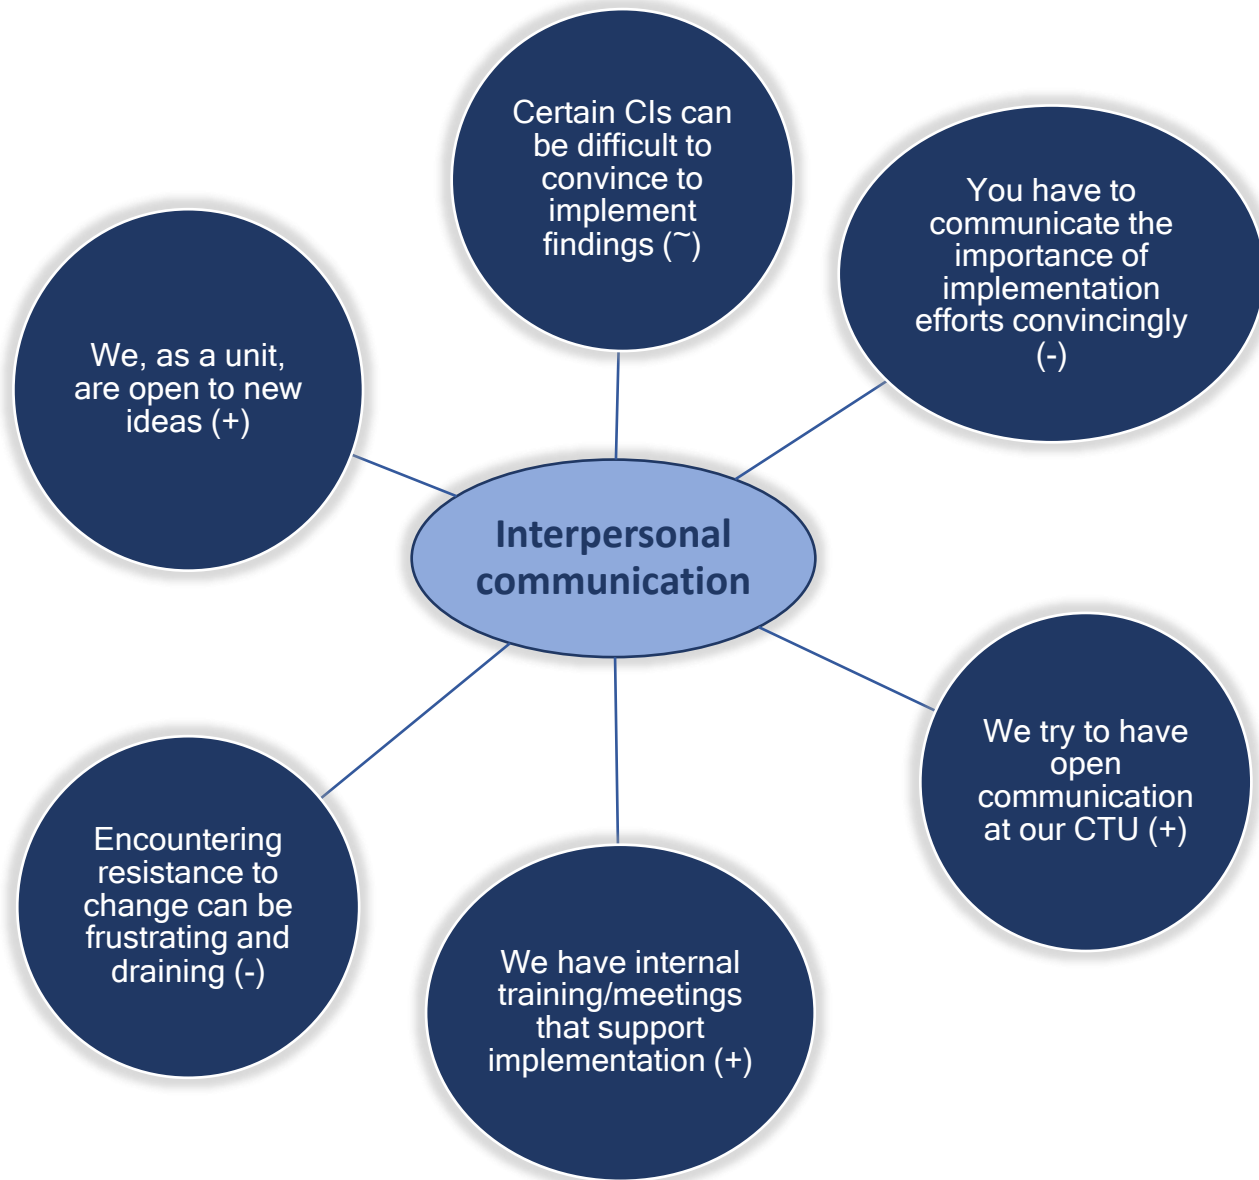 Certain CIs can
be difficult to
convince to
implement
findings (~)
You have to
communicate the
importance of
implementation
efforts convincingly
(-)
We, as a unit,
are open to new
ideas (+)
Interpersonal
communication
We try to have
open
communication
at our CTU (+)
Encountering
resistance to
change can be
frustrating and
draining (-)
We have internal
training/meetings
that support
implementation (+)